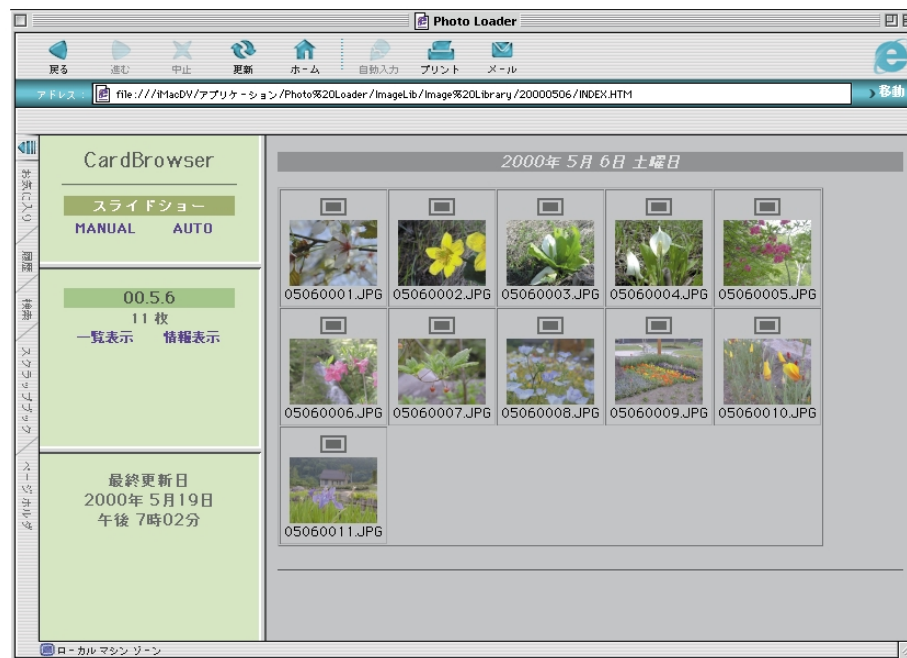 Photo Loader
戻る 進む 中止 更新 ホーム 自動入力 プリント メール
アドレス： file:///iMacDV/アプリケーション/Photo%20Loader/ImageLib/Image%20Library/20000506/INDEX.HTM 移動
お気に入り
履歴
検索
スクラップブック
ページホルダ
CardBrowser
スライドショー
MANUAL AUTO
00.5.6
11 枚
一覧表示 情報表示
最終更新日
2000年 5月19日
午後 7時02分
2000年 5月 6日 土曜日
05060001.JPG 05060002.JPG 05060003.JPG 05060004.JPG 05060005.JPG
05060006.JPG 05060007.JPG 05060008.JPG 05060009.JPG 05060010.JPG
05060011.JPG
ローカル マシン ゾーン